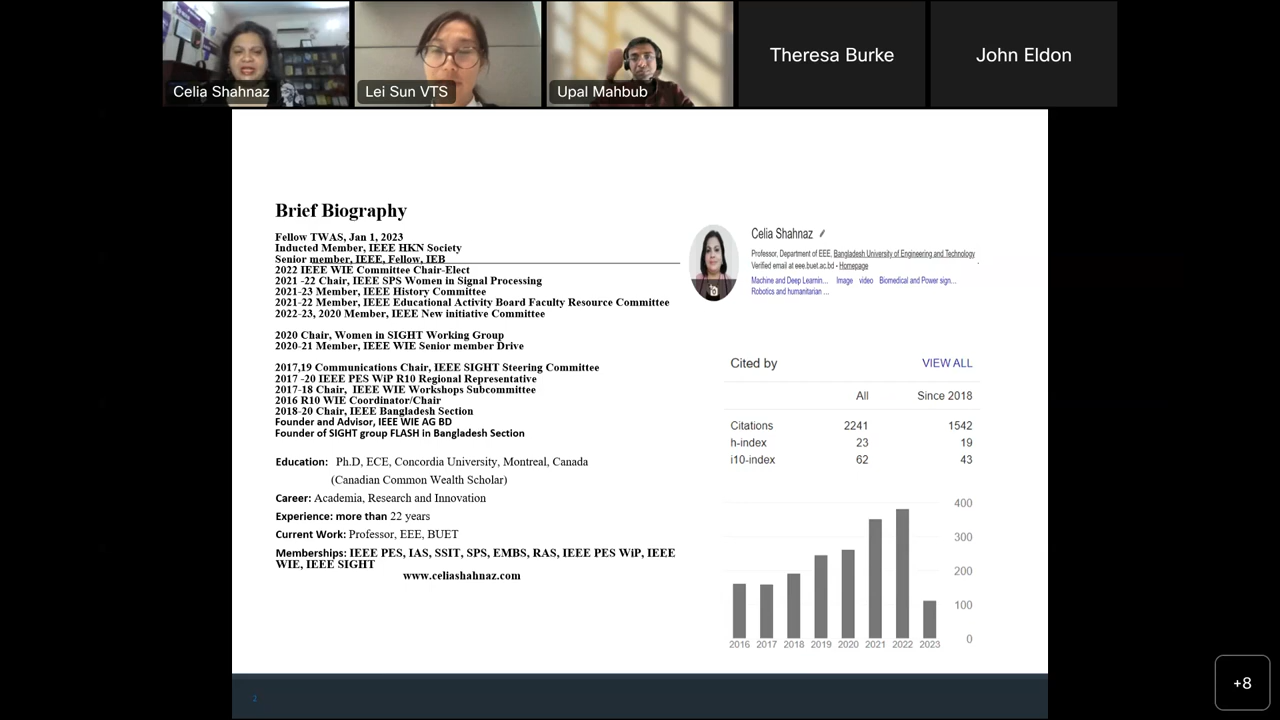 Celia Shahnaz
Lei Sun VTS
Upal Mahbub
Theresa Burke
John Eldon
Brief Biography
Fellow TWAS, Jan 1, 2023
Inducted Member, IEEE HKN Society
Senior member, IEEE, Fellow, IEB
2022 IEEE WIE Committee Chair-Elect
2021 -22 Chair, IEEE SPS Women in Signal Processing
2021-23 Member, IEEE History Committee
2021-22 Member, IEEE Educational Activity Board Faculty Resource Committee
2022-23, 2020 Member, IEEE New initiative Committee
2020 Chair, Women in SIGHT Working Group
2020-21 Member, IEEE WIE Senior member Drive
2017,19 Communications Chair, IEEE SIGHT Steering Committee
2017 -20 IEEE PES WiP R10 Regional Representative
2017-18 Chair, IEEE WIE Workshops Subcommittee
2016 R10 WIE Coordinator/Chair
2018-20 Chair, IEEE Bangladesh Section
Founder and Advisor, IEEE WIE AG BD
Founder of SIGHT group FLASH in Bangladesh Section
Education: Ph.D, ECE, Concordia University, Montreal, Canada
(Canadian Common Wealth Scholar)
Career: Academia, Research and Innovation
Experience: more than 22 years
Current Work: Professor, EEE, BUET
Memberships: IEEE PES, IAS, SSIT, SPS, EMBS, RAS, IEEE PES WiP, IEEE
WIE, IEEE SIGHT
www.celiashahnaz.com
Celia Shahnaz
Professor, Department of EEE, Bangladesh University of Engineering and Technology
Verified email at eee.buet.ac.bd - Homepage
Machine and Deep Learnin... Image video Biomedical and Power sign...
Robotics and humanitarian ...
Cited by VIEW ALL
All Since 2018
Citations 2241 1542
h-index 23 19
i10-index 62 43
400
300
200
100
0
2016 2017 2018 2019 2020 2021 2022 2023
2
+8